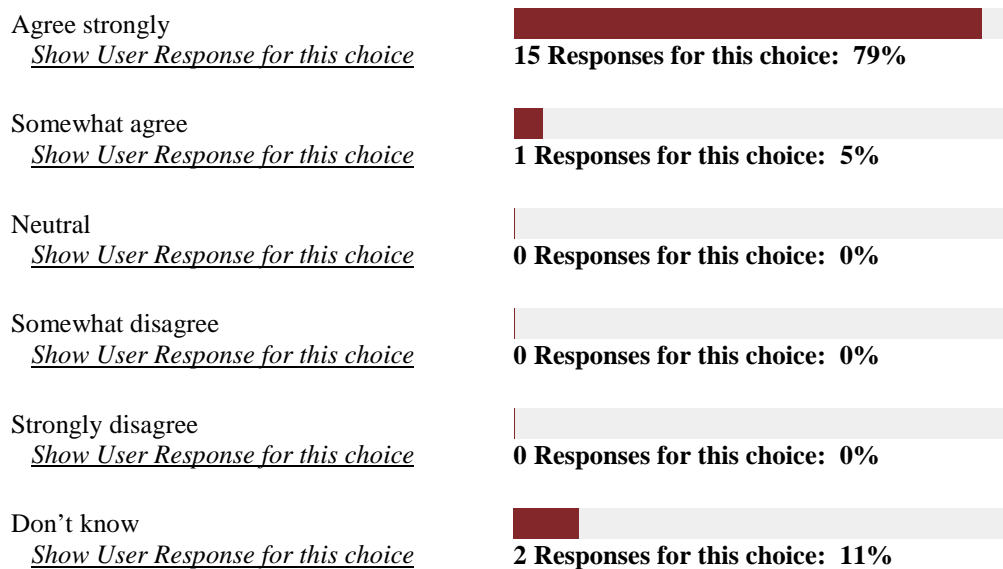 Agree strongly
Show User Response for this choice 15 Responses for this choice:  79%
Somewhat agree
Show User Response for this choice 1 Responses for this choice:  5%
Neutral
Show User Response for this choice 0 Responses for this choice:  0%
Somewhat disagree
Show User Response for this choice 0 Responses for this choice:  0%
Strongly disagree
Show User Response for this choice 0 Responses for this choice:  0%
Don’t know
Show User Response for this choice 2 Responses for this choice:  11%